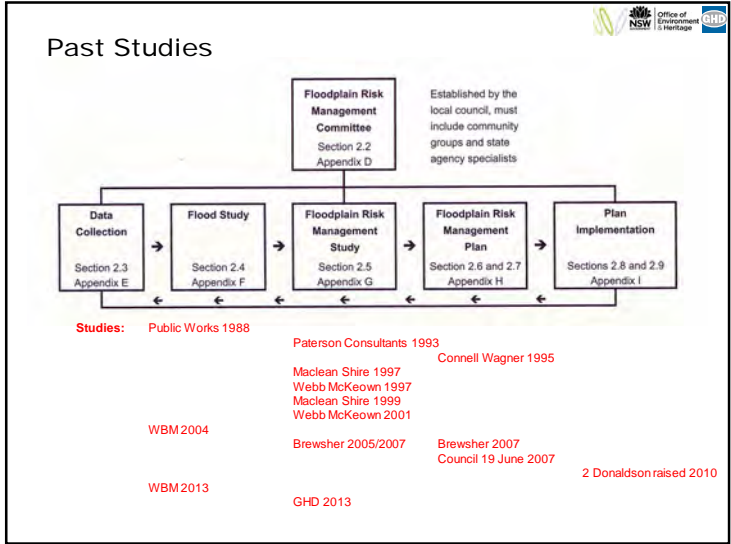 NSW
GOVERNMENT
Office of
Environment
& Heritage
GHD
Past Studies
Floodplain Risk
Management
Committee
Section 2.2
Appendix D
Established by the
local council, must
include community
groups and state
agency specialists
Data
Collection
Section 2.3
Appendix E
→
Flood Study
Section 2.4
Appendix F
→
Floodplain Risk
Management
Study
Section 2.5
Appendix G
→
Floodplain Risk
Management
Plan
Section 2.6 and 2.7
Appendix H
→
Plan
Implementation
Sections 2.8 and 2.9
Appendix I
← ← ← ← ← ←
Studies: Public Works 1988
Paterson Consultants 1993
Connell Wagner 1995
Maclean Shire 1997
Webb McKeown 1997
Maclean Shire 1999
Webb McKeown 2001
WBM 2004
Brewsher 2005/2007 Brewsher 2007
Council 19 June 2007
2 Donaldson raised 2010
WBM 2013
GHD 2013